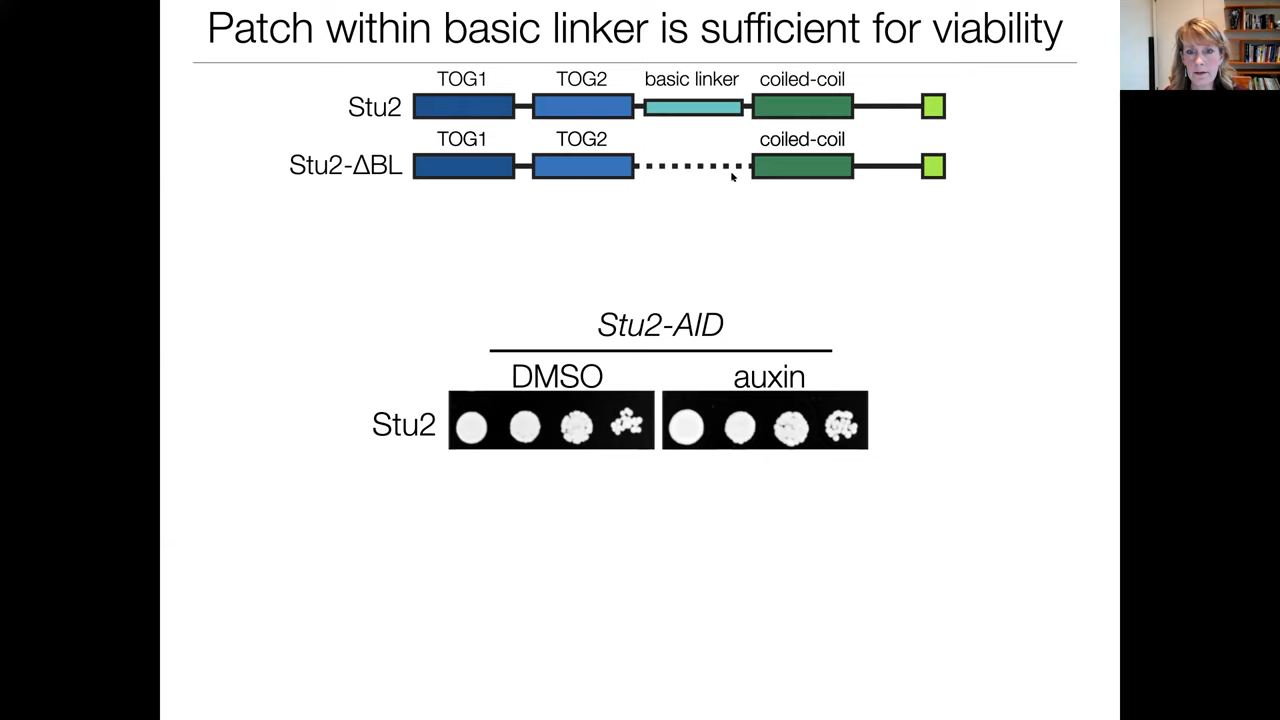 Patch within basic linker is sufficient for viability
TOG1 TOG2 basic linker coiled-coil
Stu2
TOG1 TOG2 coiled-coil
Stu2-ΔBL
Stu2-AID
DMSO auxin
Stu2